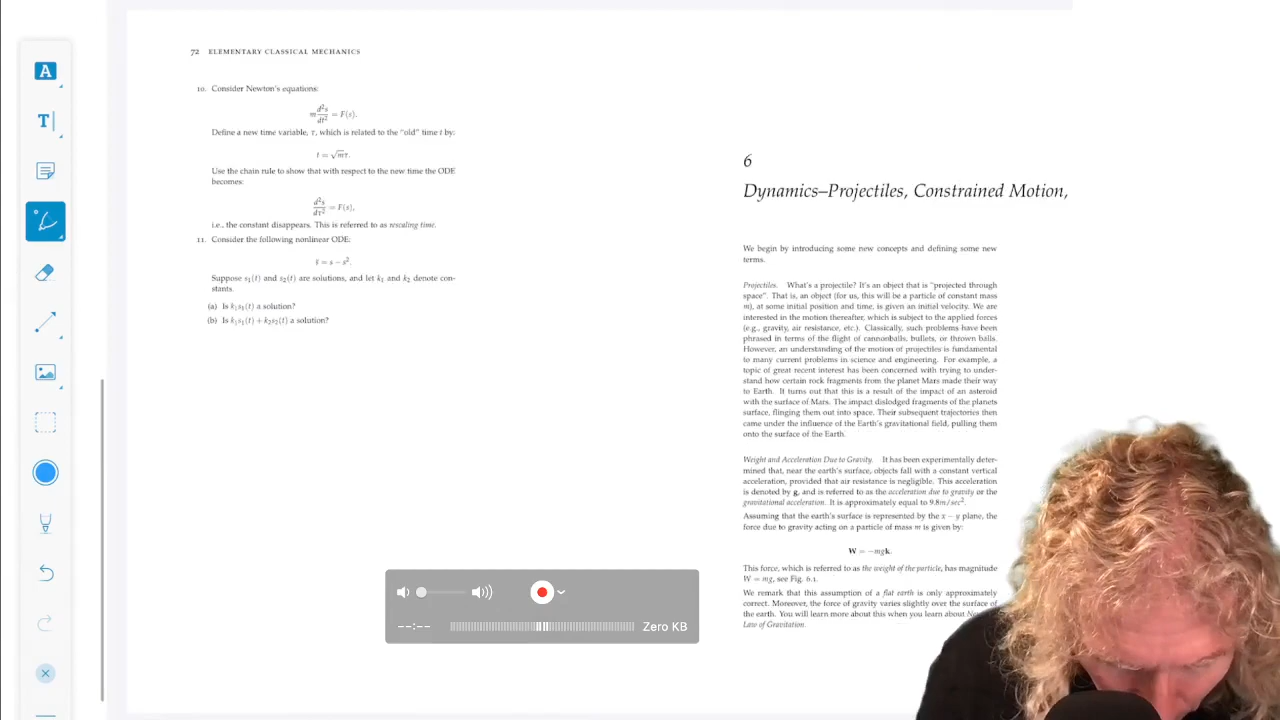 72 ELEMENTARY CLASSICAL MECHANICS
10. Consider Newton's equations:
m d²s/dt² = F(s).
Define a new time variable, τ, which is related to the "old" time t by:
t = √mτ.
Use the chain rule to show that with respect to the new time the ODE
becomes:
d²s/dτ² = F(s),
i.e., the constant disappears. This is referred to as rescaling time.
11. Consider the following nonlinear ODE:
s̈ = s − s².
Suppose s₁(t) and s₂(t) are solutions, and let k₁ and k₂ denote con-
stants.
(a) Is k₁s₁(t) a solution?
(b) Is k₁s₁(t) + k₂s₂(t) a solution?
6
Dynamics–Projectiles, Constrained Motion,
We begin by introducing some new concepts and defining some new
terms.
Projectiles. What's a projectile? It's an object that is "projected through
space". That is, an object (for us, this will be a particle of constant mass
m), at some initial position and time, is given an initial velocity. We are
interested in the motion thereafter, which is subject to the applied forces
(e.g., gravity, air resistance, etc.). Classically, such problems have been
phrased in terms of the flight of cannonballs, bullets, or thrown balls.
However, an understanding of the motion of projectiles is fundamental
to many current problems in science and engineering. For example, a
topic of great recent interest has been concerned with trying to under-
stand how certain rock fragments from the planet Mars made their way
to Earth. It turns out that this is a result of the impact of an asteroid
with the surface of Mars. The impact dislodged fragments of the planets
surface, flinging them out into space. Their subsequent trajectories then
came under the influence of the Earth's gravitational field, pulling them
onto the surface of the Earth.
Weight and Acceleration Due to Gravity. It has been experimentally deter-
mined that, near the earth's surface, objects fall with a constant vertical
acceleration, provided that air resistance is negligible. This acceleration
is denoted by g, and is referred to as the acceleration due to gravity or the
gravitational acceleration. It is approximately equal to 9.8m/sec².
Assuming that the earth's surface is represented by the x − y plane, the
force due to gravity acting on a particle of mass m is given by:
W = −mgk.
This force, which is referred to as the weight of the particle, has magnitude
W = mg, see Fig. 6.1.
We remark that this assumption of a flat earth is only approximately
correct. Moreover, the force of gravity varies slightly over the surface of
the earth. You will learn more about this when you learn about
Law of Gravitation.
A
T
--:-- Zero KB